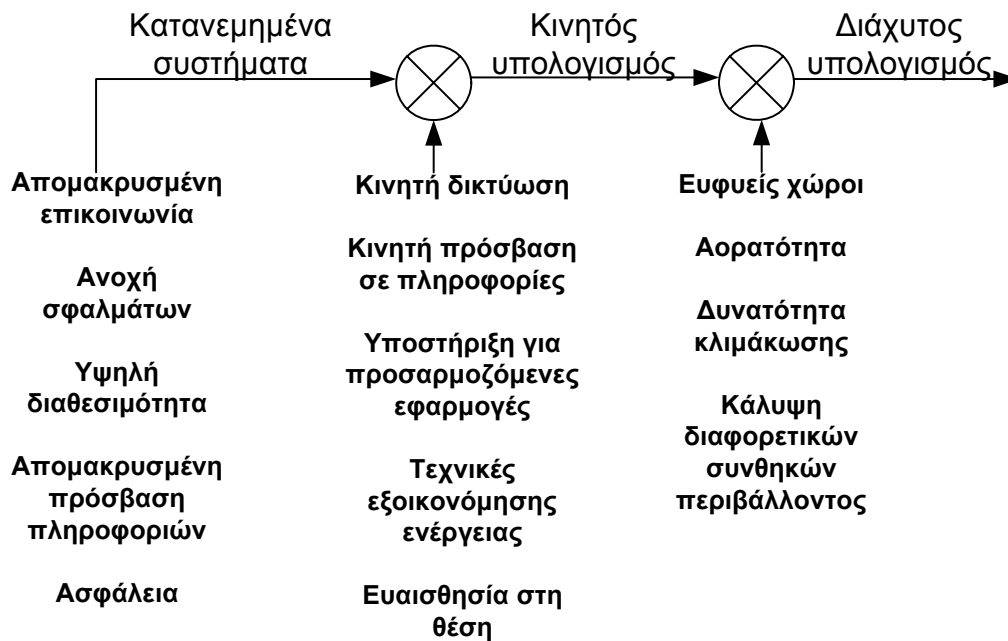 Κατανεμημένα
συστήματα
Κινητός
υπολογισμός
Διάχυτος
υπολογισμός
Απομακρυσμένη
επικοινωνία
Ανοχή
σφαλμάτων
Υψηλή
διαθεσιμότητα
Απομακρυσμένη
πρόσβαση
πληροφοριών
Ασφάλεια
Κινητή δικτύωση
Κινητή πρόσβαση
σε πληροφορίες
Υποστήριξη για
προσαρμοζόμενες
εφαρμογές
Τεχνικές
εξοικονόμησης
ενέργειας
Ευαισθησία στη
θέση
Ευφυείς χώροι
Αορατότητα
Δυνατότητα
κλιμάκωσης
Κάλυψη
διαφορετικών
συνθηκών
περιβάλλοντος